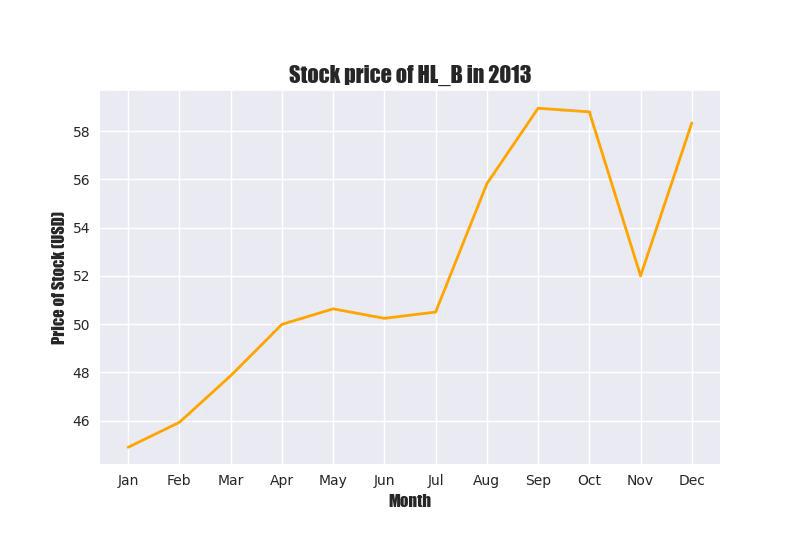 Stock price of HL_B in 2013
Price of Stock (USD)
58
56
54
52
50
48
46
Jan Feb Mar Apr May Jun Jul Aug Sep Oct Nov Dec
Month